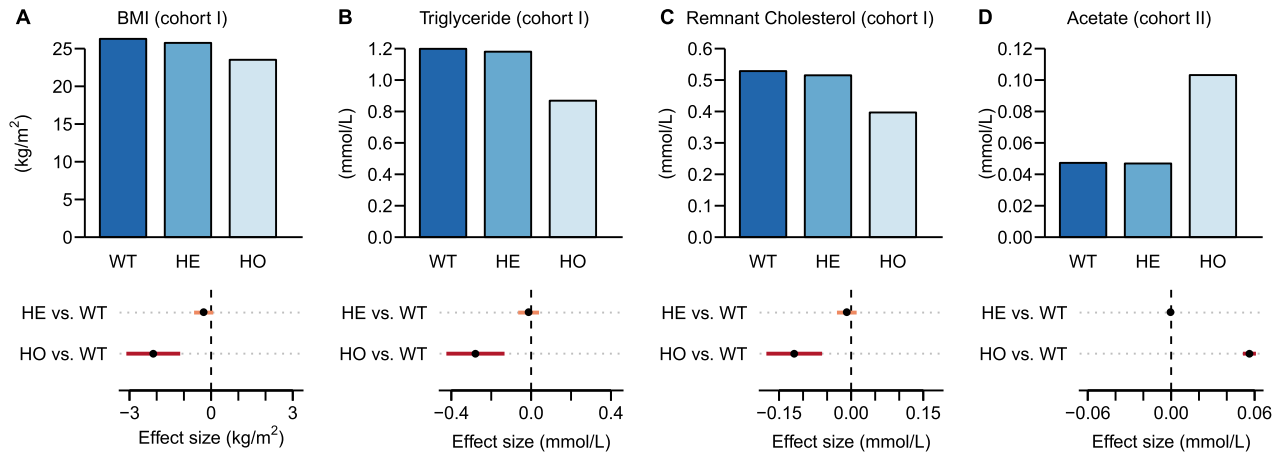 A BMI (cohort I)
(kg/m²)
25
20
15
10
5
0
WT HE HO
HE vs. WT
HO vs. WT
−3 0 3
Effect size (kg/m²)
B Triglyceride (cohort I)
(mmol/L)
1.2
1.0
0.8
0.6
0.4
0.2
0.0
WT HE HO
HE vs. WT
HO vs. WT
−0.4 0.0 0.4
Effect size (mmol/L)
C Remnant Cholesterol (cohort I)
(mmol/L)
0.6
0.5
0.4
0.3
0.2
0.1
0.0
WT HE HO
HE vs. WT
HO vs. WT
−0.15 0.00 0.15
Effect size (mmol/L)
D Acetate (cohort II)
(mmol/L)
0.12
0.10
0.08
0.06
0.04
0.02
0.00
WT HE HO
HE vs. WT
HO vs. WT
−0.06 0.00 0.06
Effect size (mmol/L)